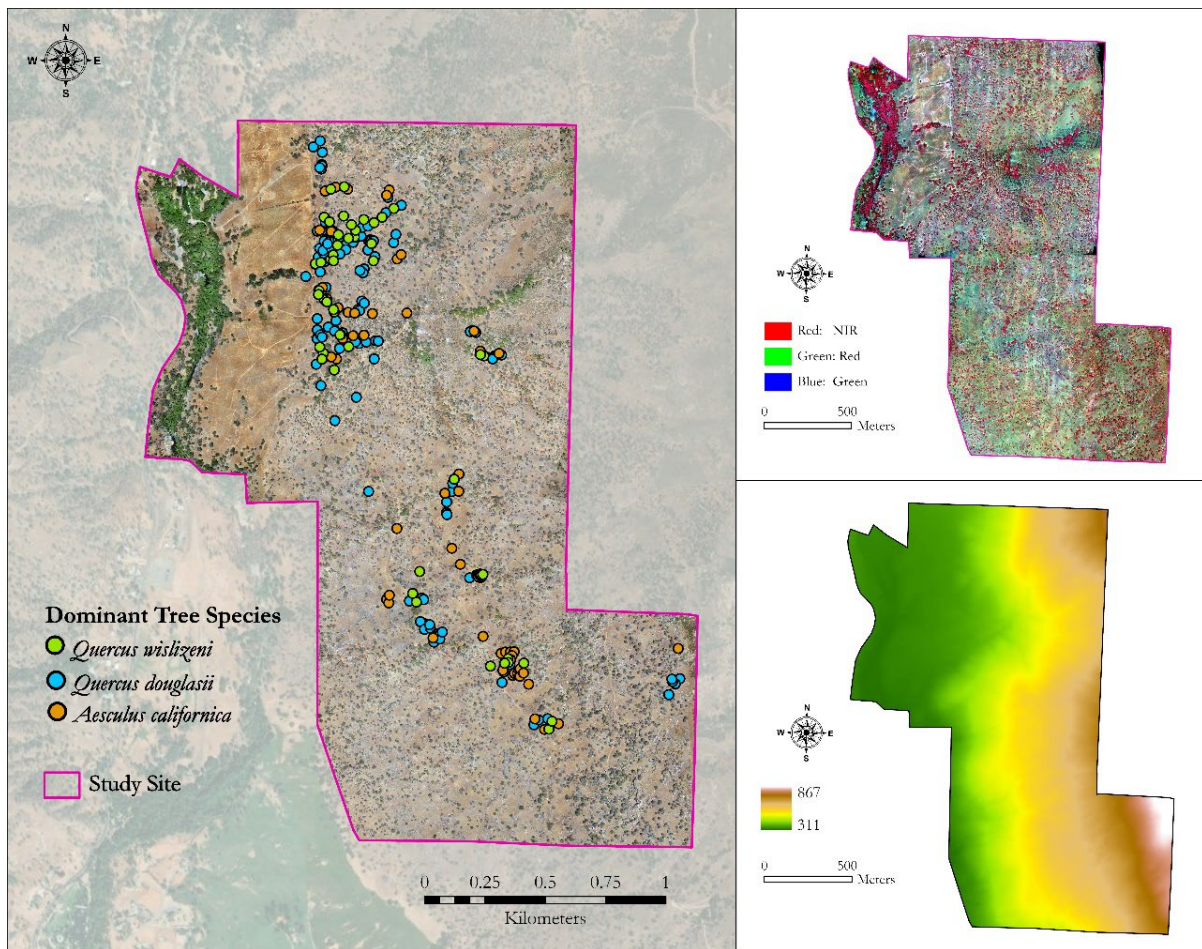 N
W E
S
Dominant Tree Species
Quercus wislizeni
Quercus douglasii
Aesculus californica
Study Site
0 0.25 0.5 0.75 1
Kilometers
N
W E
S
Red: NIR
Green: Red
Blue: Green
0 500
Meters
N
W E
S
867
311
0 500
Meters